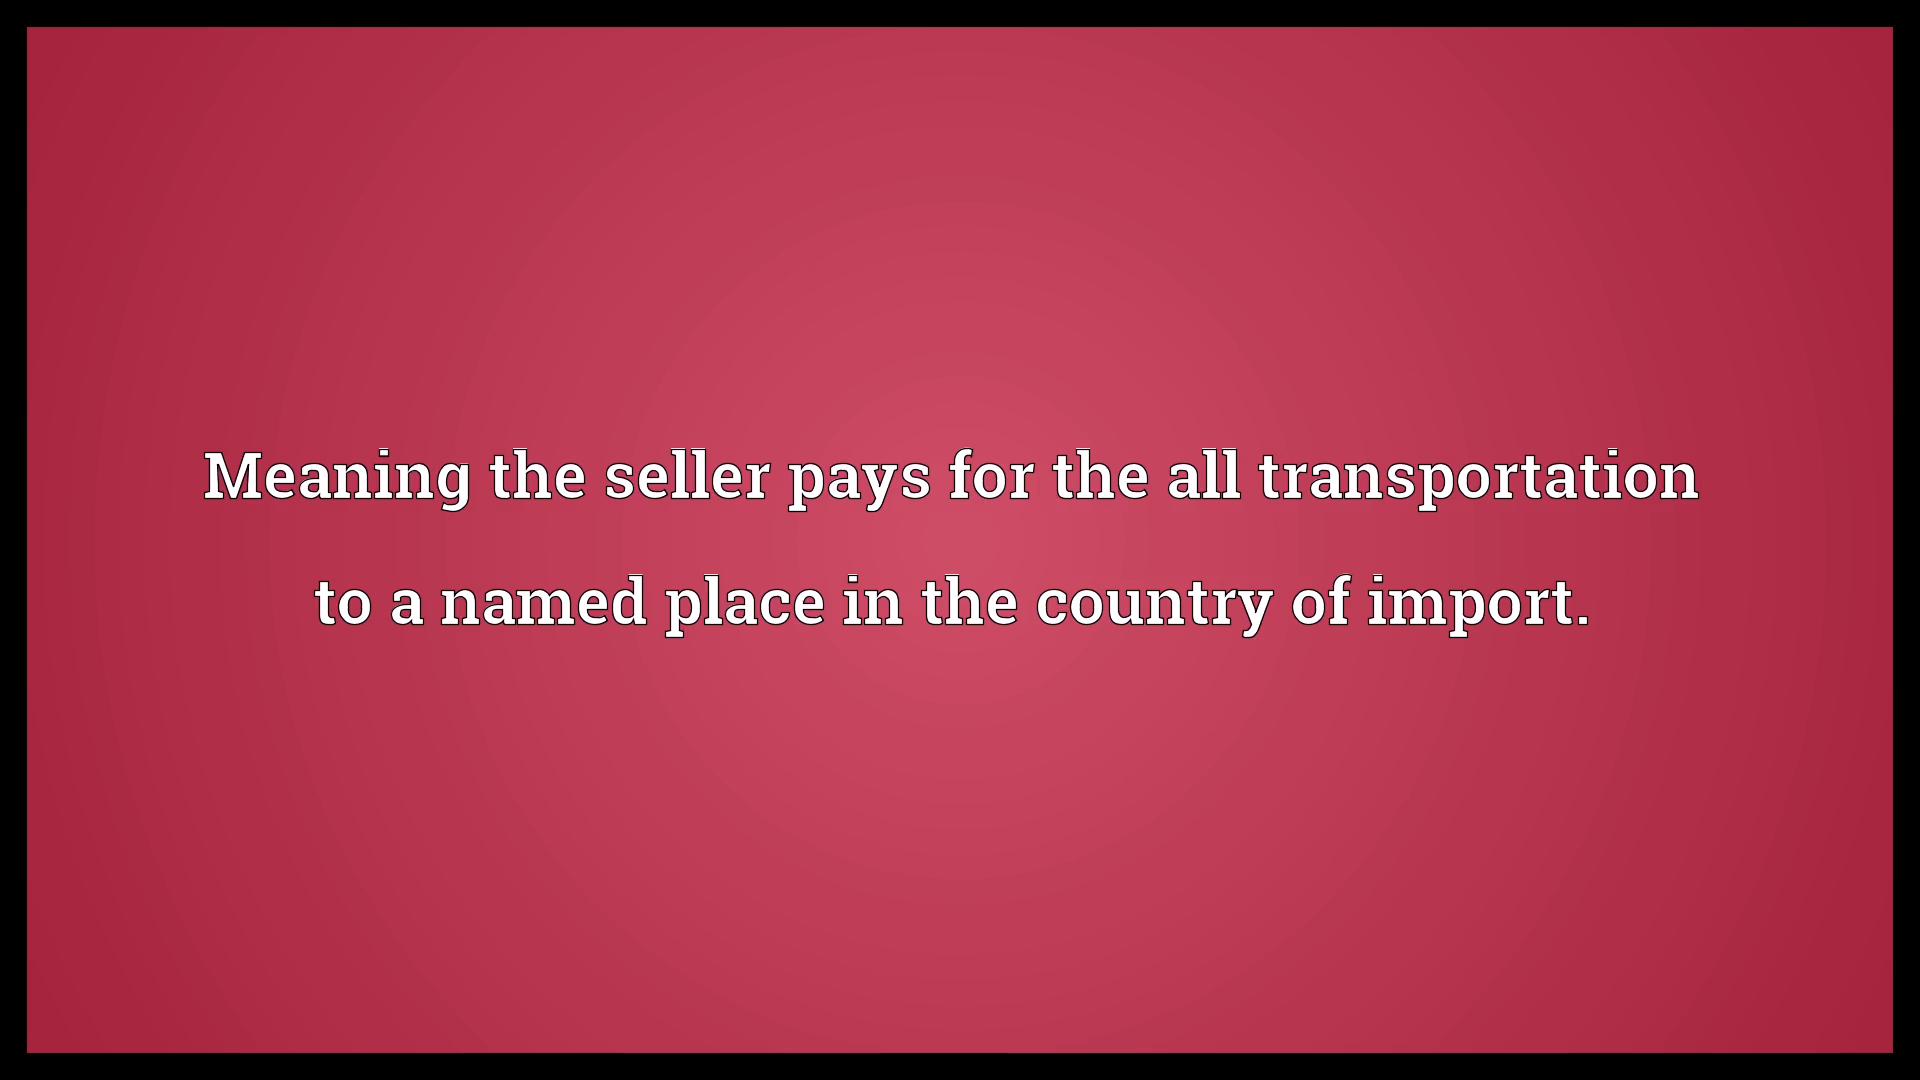 Meaning the seller pays for the all transportation
to a named place in the country of import.